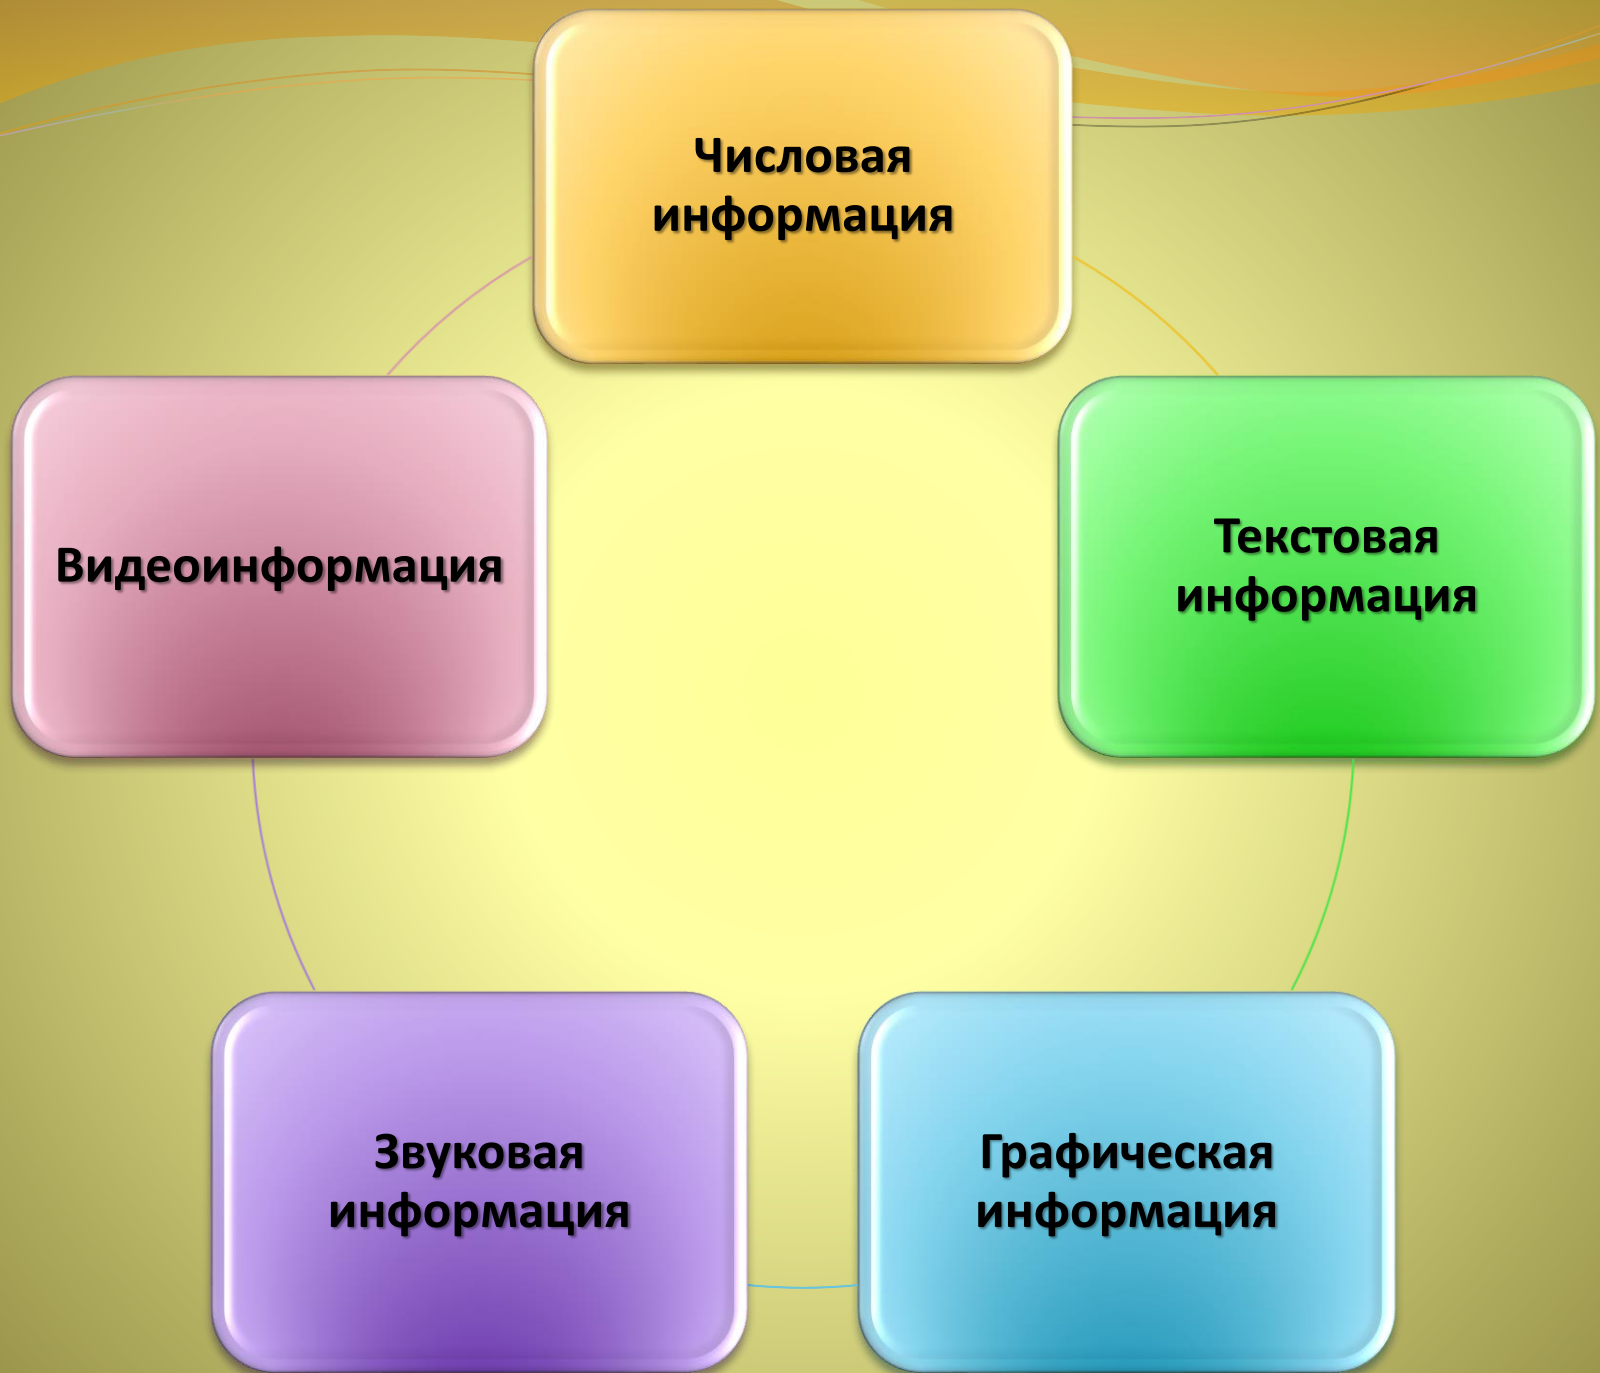 Числовая
информация
Видеоинформация
Текстовая
информация
Звуковая
информация
Графическая
информация